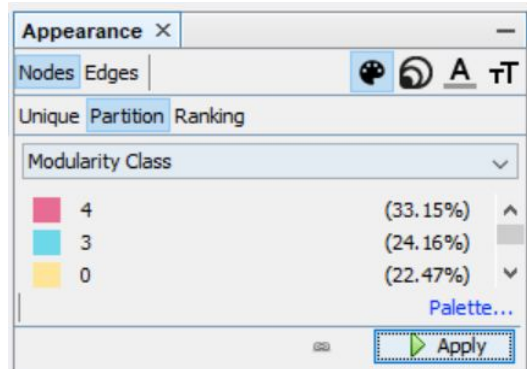 Appearance
Nodes Edges A TT
Unique Partition Ranking
Modularity Class
4 (33.15%)
3 (24.16%)
0 (22.47%)
Palette...
Apply